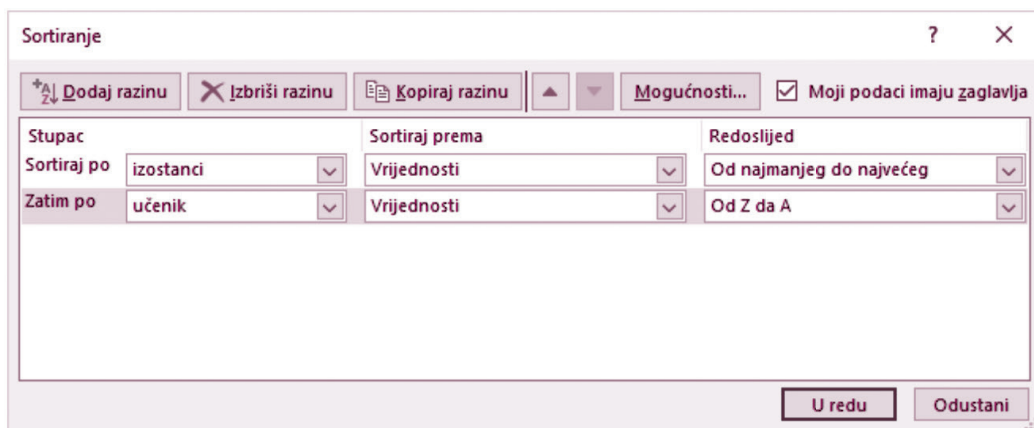 Sortiranje ?
Dodaj razinu Izbriši razinu Kopiraj razinu Mogućnosti... Moji podaci imaju zaglavlja
Stupac Sortiraj prema Redoslijed
Sortiraj po izostanci Vrijednosti Od najmanjeg do najvećeg
Zatim po učenik Vrijednosti Od Z da A
U redu Odustani